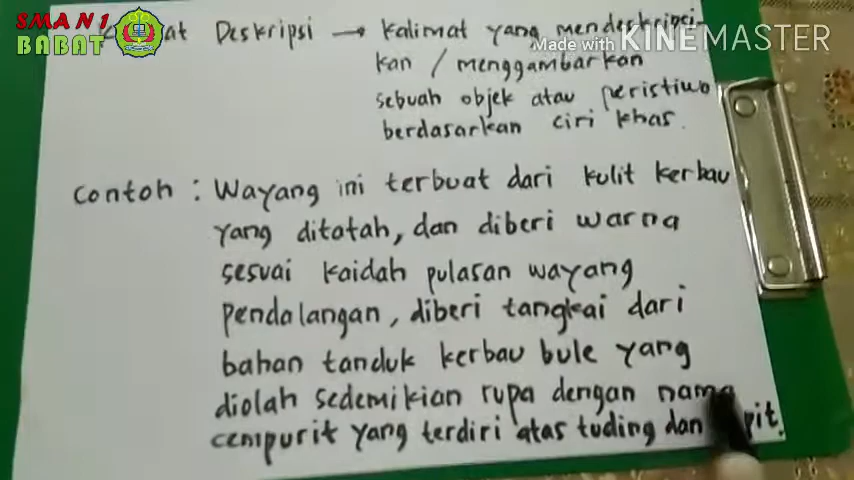 SMAN 1
BABAT
Deskripsi → Kalimat yang mendeskripsi-
kan / menggambarkan
sebuah objek atau peristiwa
berdasarkan ciri khas.
Made with KINEMASTER
Contoh : Wayang ini terbuat dari kulit kerbau
yang ditatah, dan diberi warna
sesuai kaidah pulasan wayang
pendalangan, diberi tangkai dari
bahan tanduk kerbau bule yang
diolah sedemikian rupa dengan nama
cempurit yang terdiri atas tuding dan